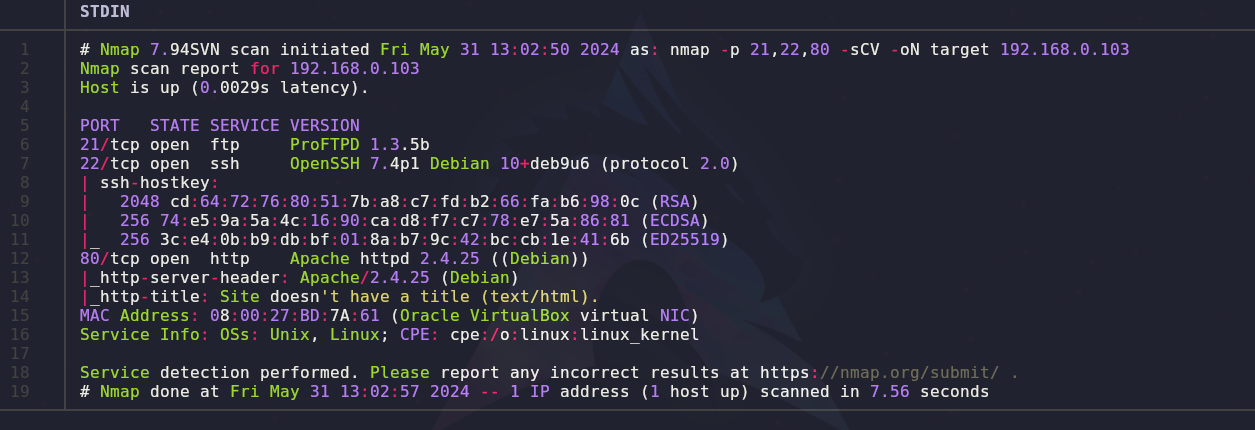 STDIN
1 # Nmap 7.94SVN scan initiated Fri May 31 13:02:50 2024 as: nmap -p 21,22,80 -sCV -oN target 192.168.0.103
2 Nmap scan report for 192.168.0.103
3 Host is up (0.0029s latency).
4
5 PORT   STATE SERVICE VERSION
6 21/tcp open  ftp     ProFTPD 1.3.5b
7 22/tcp open  ssh     OpenSSH 7.4p1 Debian 10+deb9u6 (protocol 2.0)
8 | ssh-hostkey:
9 |   2048 cd:64:72:76:80:51:7b:a8:c7:fd:b2:66:fa:b6:98:0c (RSA)
10 |   256 74:e5:9a:5a:4c:16:90:ca:d8:f7:c7:78:e7:5a:86:81 (ECDSA)
11 |_  256 3c:e4:0b:b9:db:bf:01:8a:b7:9c:42:bc:cb:1e:41:6b (ED25519)
12 80/tcp open  http    Apache httpd 2.4.25 ((Debian))
13 |_http-server-header: Apache/2.4.25 (Debian)
14 |_http-title: Site doesn't have a title (text/html).
15 MAC Address: 08:00:27:BD:7A:61 (Oracle VirtualBox virtual NIC)
16 Service Info: OSs: Unix, Linux; CPE: cpe:/o:linux:linux_kernel
17
18 Service detection performed. Please report any incorrect results at https://nmap.org/submit/ .
19 # Nmap done at Fri May 31 13:02:57 2024 -- 1 IP address (1 host up) scanned in 7.56 seconds